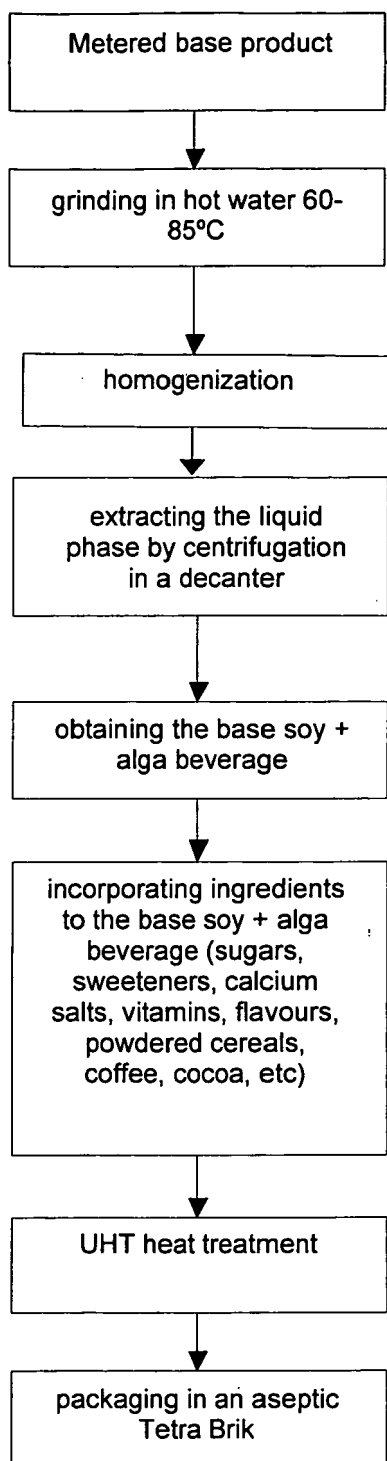 Metered base product
grinding in hot water 60-
85ºC
homogenization
extracting the liquid
phase by centrifugation
in a decanter
obtaining the base soy +
alga beverage
incorporating ingredients
to the base soy + alga
beverage (sugars,
sweeteners, calcium
salts, vitamins, flavours,
powdered cereals,
coffee, cocoa, etc)
UHT heat treatment
packaging in an aseptic
Tetra Brik